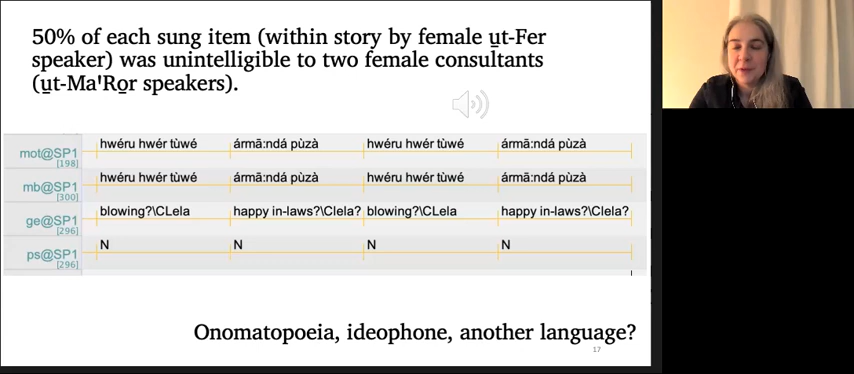 50% of each sung item (within story by female u̱t-Fer
speaker) was unintelligible to two female consultants
(u̱t-MaꞌRo̱r speakers).
mot@SP1 hwéru hwér tùwé ármā:ndá pùzà hwéru hwér tùwé ármā:ndá pùzà
[198]
mb@SP1 hwéru hwér tùwé ármā:ndá pùzà hwéru hwér tùwé ármā:ndá pùzà
[300]
ge@SP1 blowing?\CLela happy in-laws?\Clela? blowing?\CLela happy in-laws?\Clela?
[296]
ps@SP1 N N N N
[296]
Onomatopoeia, ideophone, another language?
17